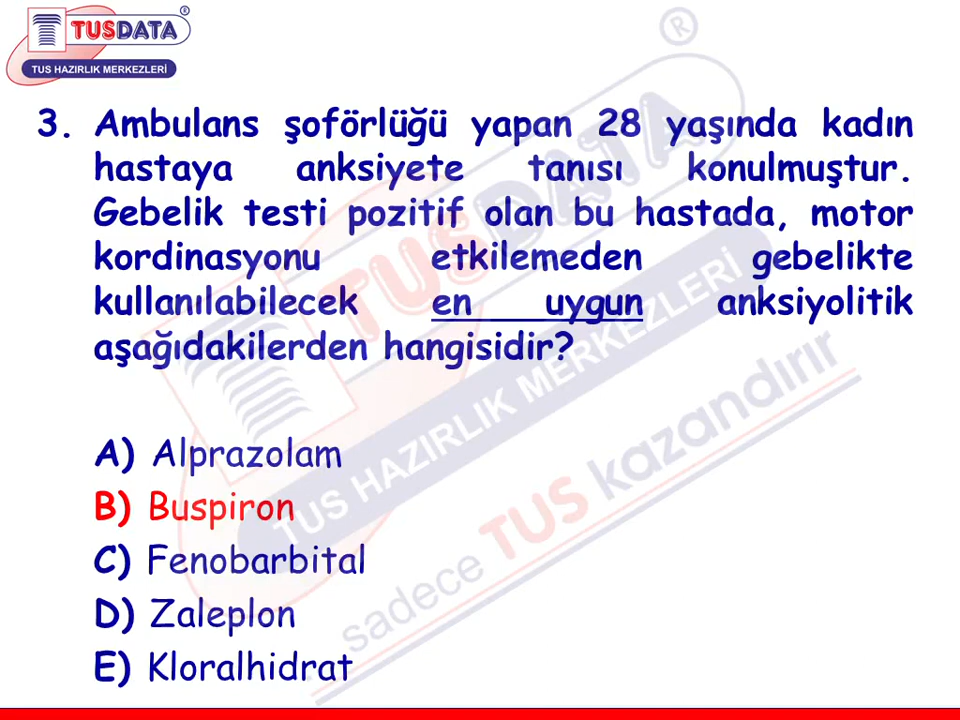 TUSDATA
TUS HAZIRLIK MERKEZLERİ
3. Ambulans şoförlüğü yapan 28 yaşında kadın
hastaya anksiyete tanısı konulmuştur.
Gebelik testi pozitif olan bu hastada, motor
kordinasyonu etkilemeden gebelikte
kullanılabilecek en uygun anksiyolitik
aşağıdakilerden hangisidir?
A) Alprazolam
B) Buspiron
C) Fenobarbital
D) Zaleplon
E) Kloralhidrat
TUSDATA
TUS HAZIRLIK MERKEZLERİ
sadece TUS kazandırır